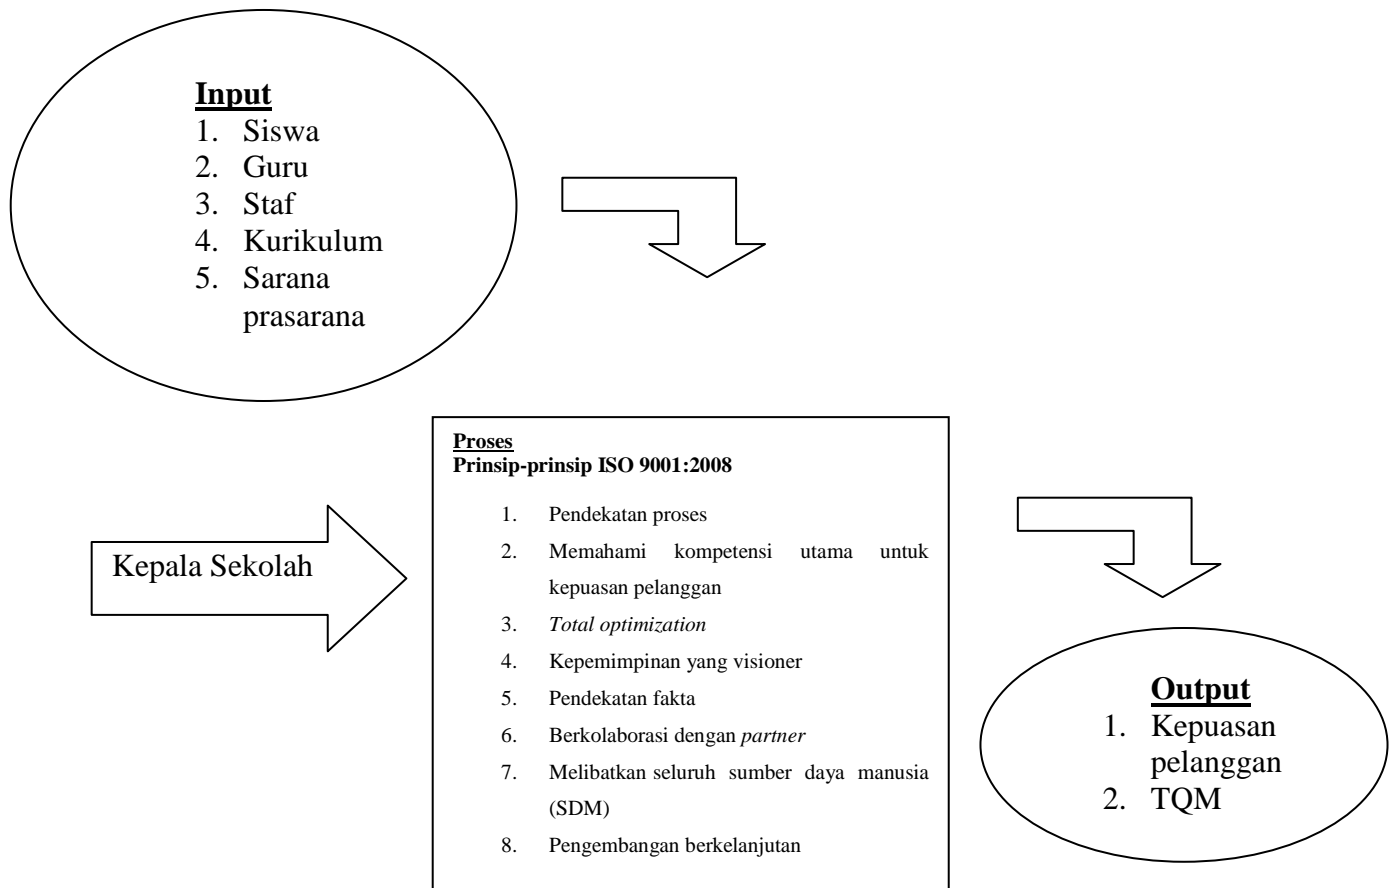 Input
1. Siswa
2. Guru
3. Staf
4. Kurikulum
5. Sarana
prasarana
Proses
Prinsip-prinsip ISO 9001:2008
1. Pendekatan proses
2. Memahami kompetensi utama untuk
kepuasan pelanggan
3. Total optimization
4. Kepemimpinan yang visioner
5. Pendekatan fakta
6. Berkolaborasi dengan partner
7. Melibatkan seluruh sumber daya manusia
(SDM)
8. Pengembangan berkelanjutan
Kepala Sekolah
Output
1. Kepuasan
pelanggan
2. TQM